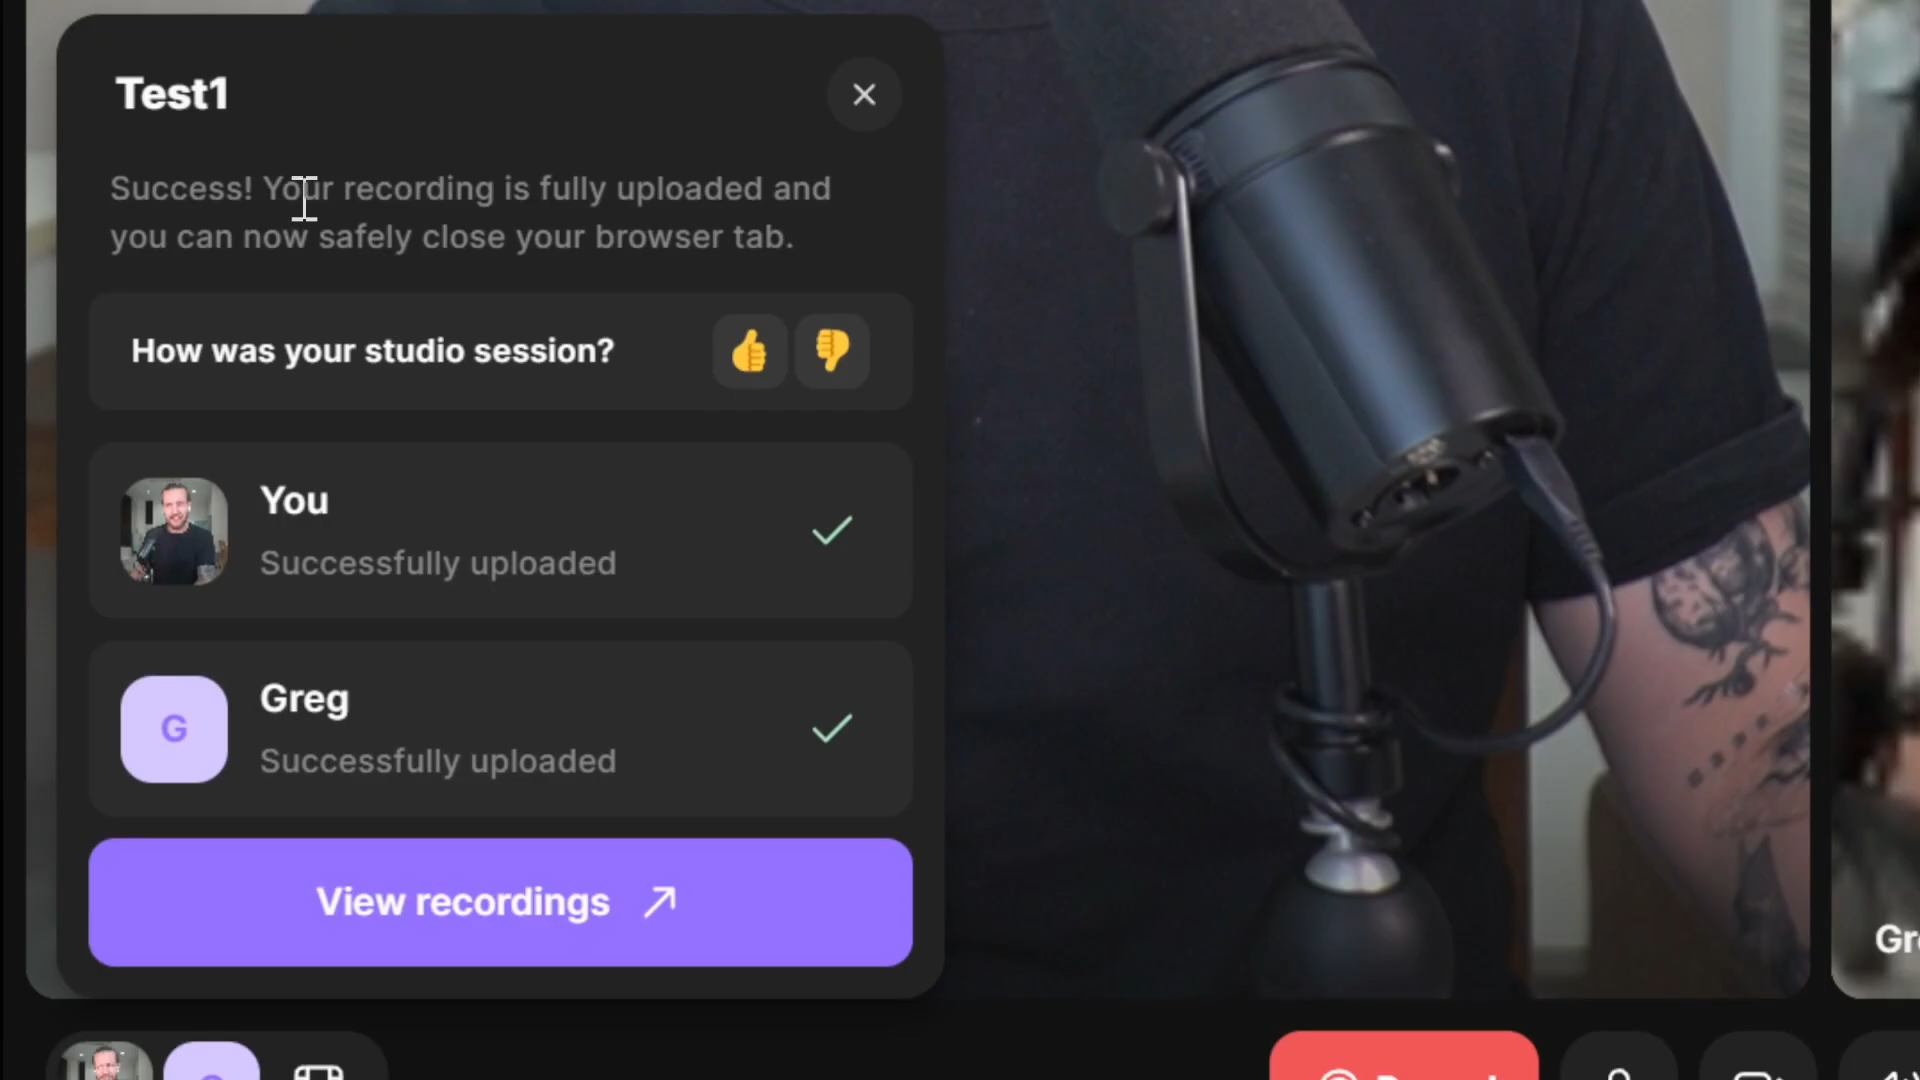 Test1
Success! Your recording is fully uploaded and
you can now safely close your browser tab.
How was your studio session?
You
Successfully uploaded
G
Greg
Successfully uploaded
View recordings